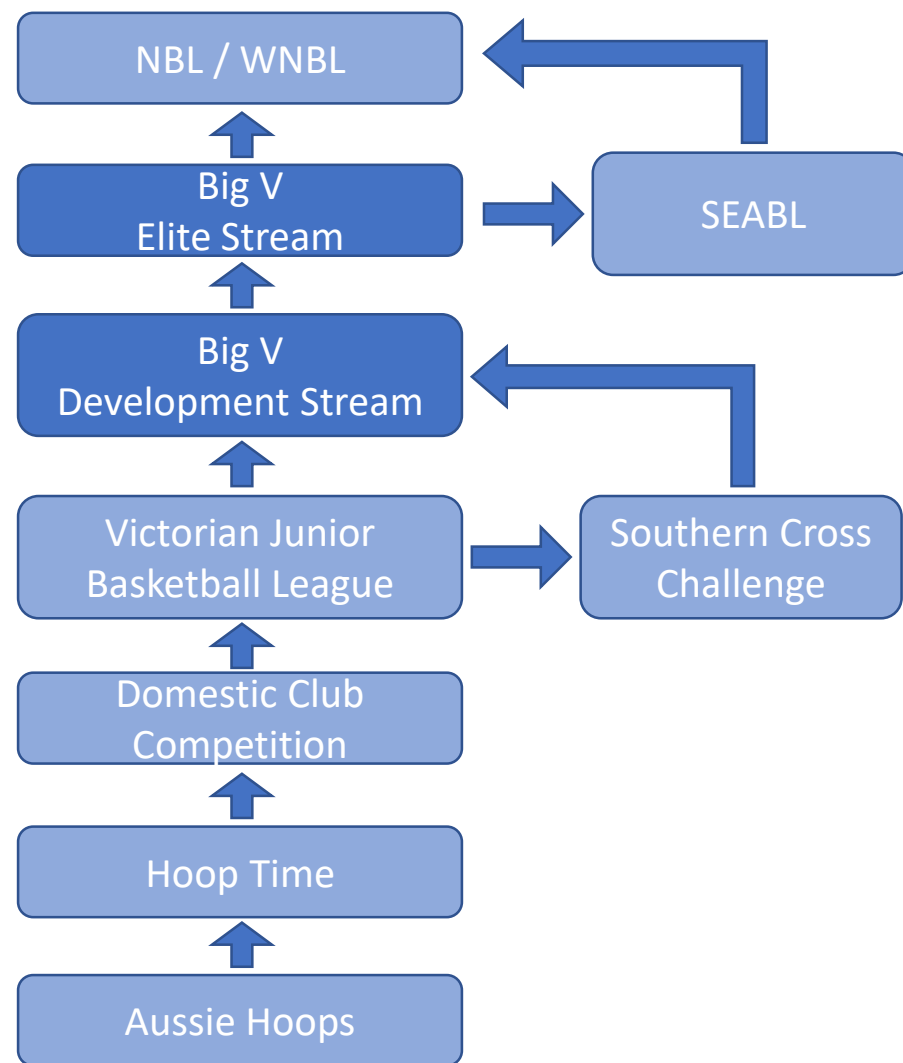 NBL / WNBL
Big V
Elite Stream
SEABL
Big V
Development Stream
Victorian Junior
Basketball League
Southern Cross
Challenge
Domestic Club
Competition
Hoop Time
Aussie Hoops